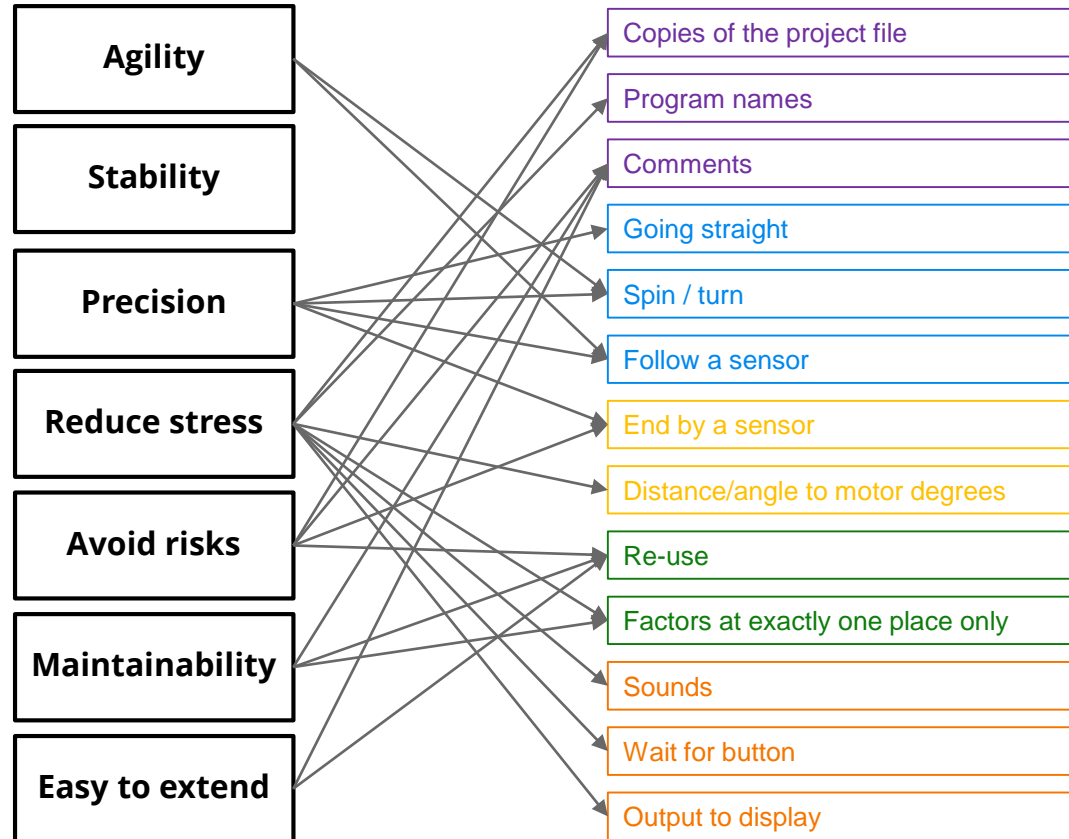 Agility
Stability
Precision
Reduce stress
Avoid risks
Maintainability
Easy to extend
Copies of the project file
Program names
Comments
Going straight
Spin / turn
Follow a sensor
End by a sensor
Distance/angle to motor degrees
Re-use
Factors at exactly one place only
Sounds
Wait for button
Output to display